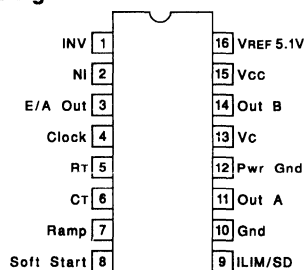 INV 1 16 VREF 5.1V
NI 2 15 VCC
E/A Out 3 14 Out B
Clock 4 13 VC
RT 5 12 Pwr Gnd
CT 6 11 Out A
Ramp 7 10 Gnd
Soft Start 8 9 ILIM/SD